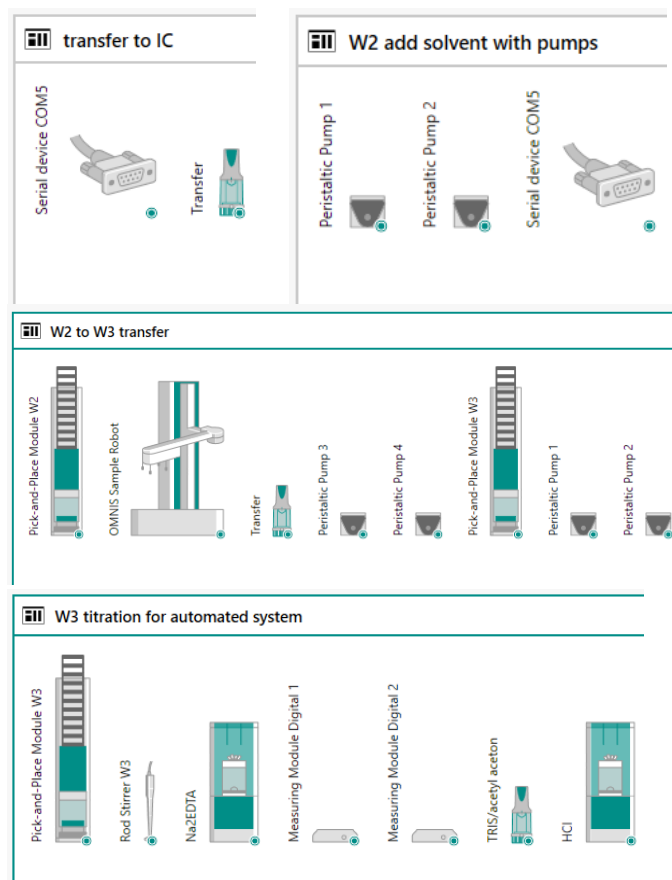 transfer to IC
Serial device COM5
Transfer
W2 add solvent with pumps
Peristaltic Pump 1
Peristaltic Pump 2
Serial device COM5
W2 to W3 transfer
Pick-and-Place Module W2
OMNIS Sample Robot
Transfer
Peristaltic Pump 3
Peristaltic Pump 4
Pick-and-Place Module W3
Peristaltic Pump 1
Peristaltic Pump 2
W3 titration for automated system
Pick-and-Place Module W3
Rod Stirrer W3
Na2EDTA
Measuring Module Digital 1
Measuring Module Digital 2
TRIS/acetyl aceton
HCl